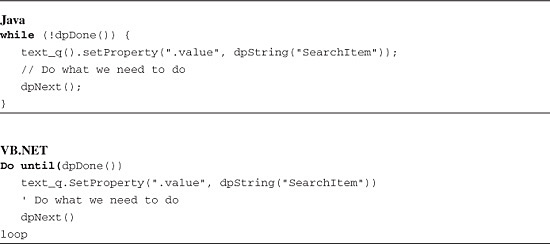 Java
while (!dpDone()) {
text_q().setProperty(".value", dpString("SearchItem"));
// Do what we need to do
dpNext();
}
VB.NET
Do until(dpDone())
text_q.SetProperty(".value", dpString("SearchItem"))
' Do what we need to do
dpNext()
loop